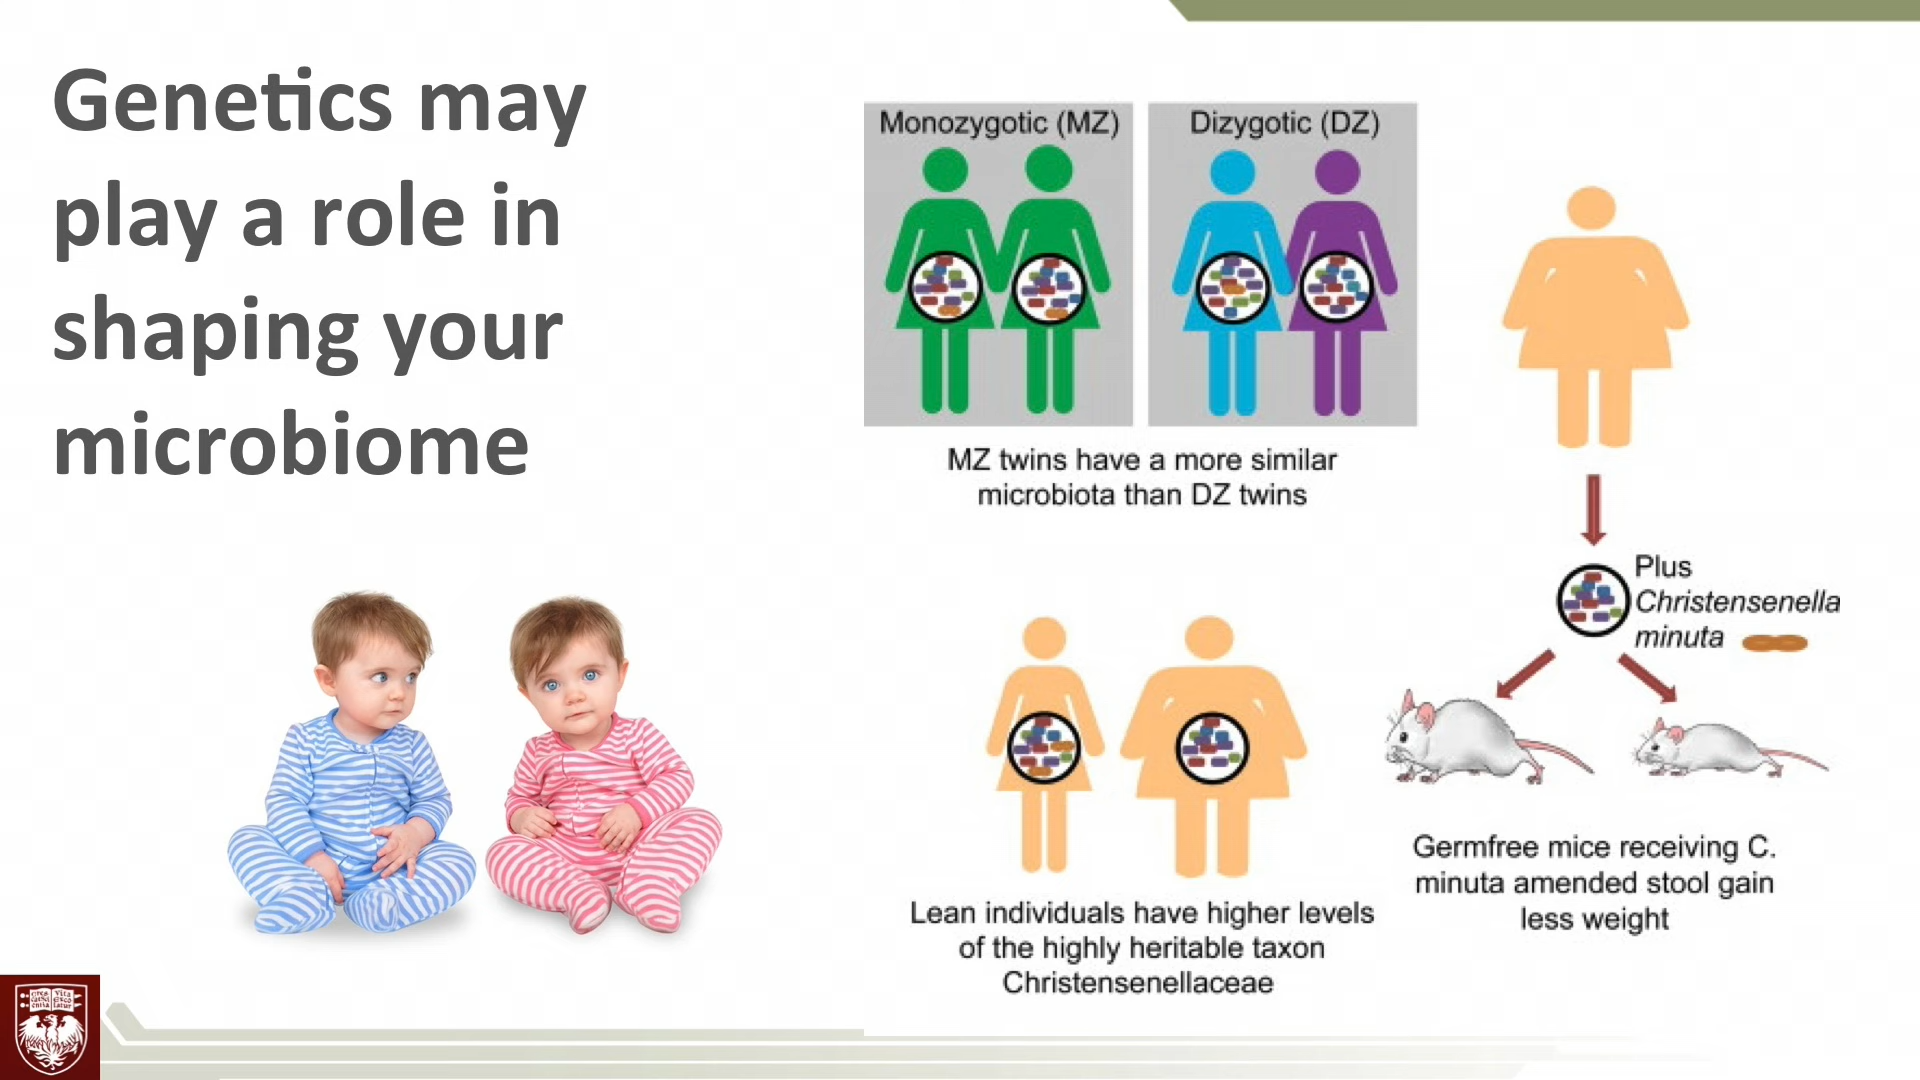 Genetics may
play a role in
shaping your
microbiome
Monozygotic (MZ)
Dizygotic (DZ)
MZ twins have a more similar
microbiota than DZ twins
Plus
Christensenella
minuta
Lean individuals have higher levels
of the highly heritable taxon
Christensenellaceae
Germfree mice receiving C.
minuta amended stool gain
less weight